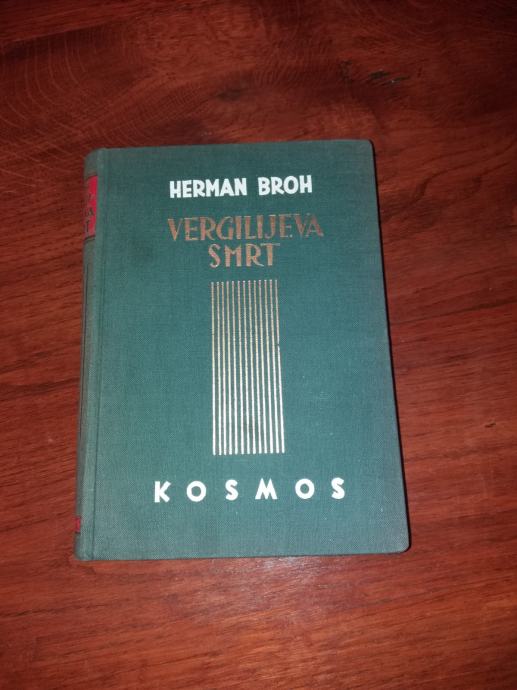 HERMAN BROH
VERGILIJEVA
SMRT
KOSMOS